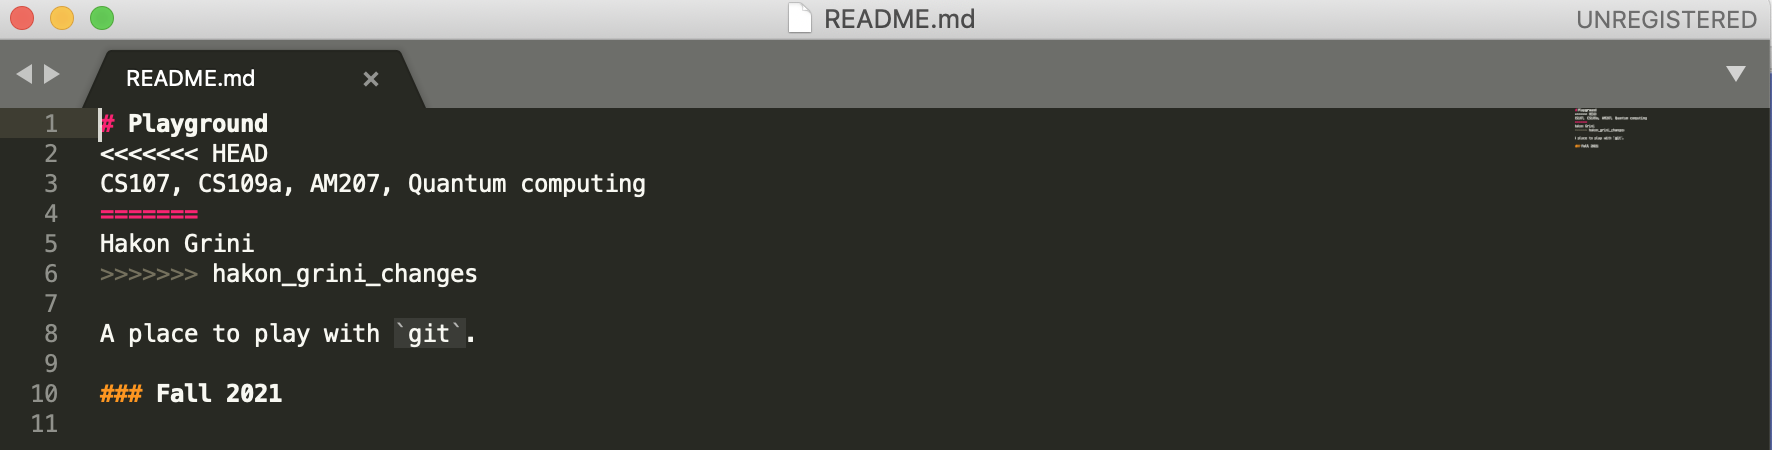 README.md
UNREGISTERED
README.md
1 # Playground
2 <<<<<<< HEAD
3 CS107, CS109a, AM207, Quantum computing
4 =======
5 Hakon Grini
6 >>>>>>> hakon_grini_changes
7
8 A place to play with `git`.
9
10 ### Fall 2021
11